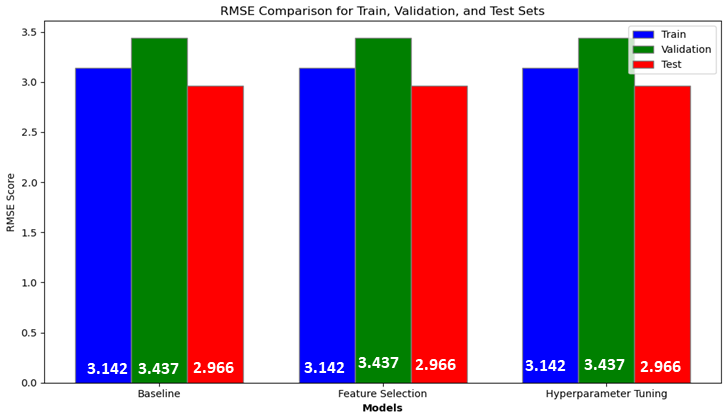 RMSE Comparison for Train, Validation, and Test Sets
Train
Validation
Test
RMSE Score
3.5
3.0
2.5
2.0
1.5
1.0
0.5
0.0
3.142 3.437 2.966
3.142 3.437 2.966
3.142 3.437 2.966
Baseline
Feature Selection
Hyperparameter Tuning
Models